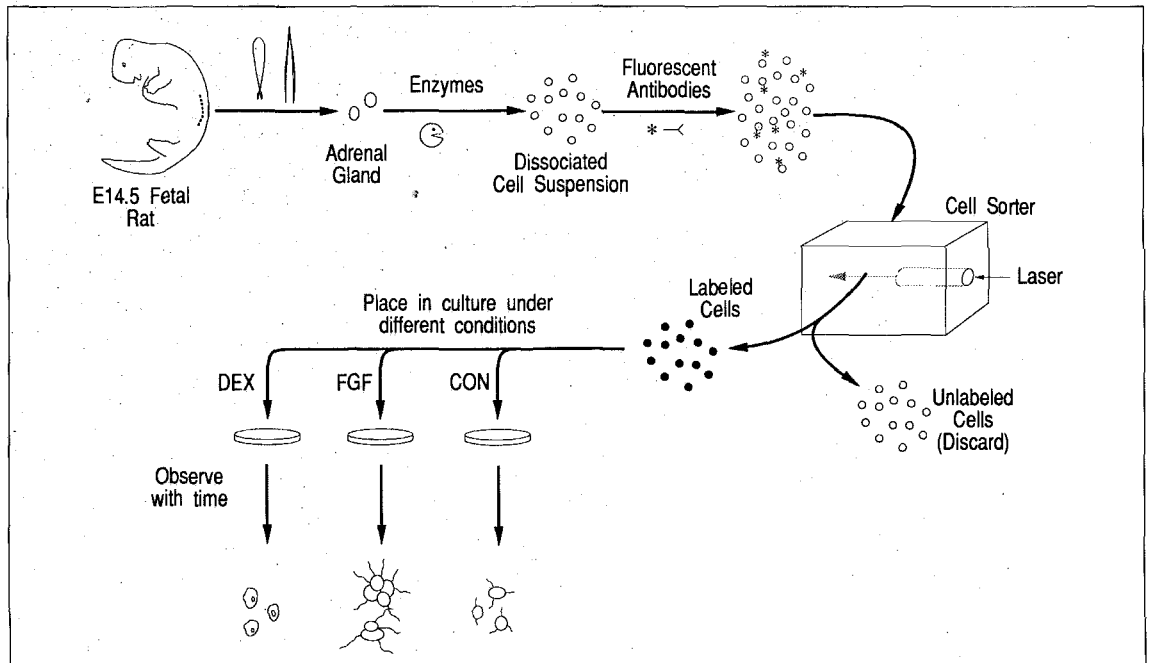 E14.5 Fetal
Rat
Adrenal
Gland
Enzymes
Dissociated
Cell Suspension
Fluorescent
Antibodies
Cell Sorter
Laser
Labeled
Cells
Unlabeled
Cells
(Discard)
Place in culture under
different conditions
DEX
FGF
CON
Observe
with time